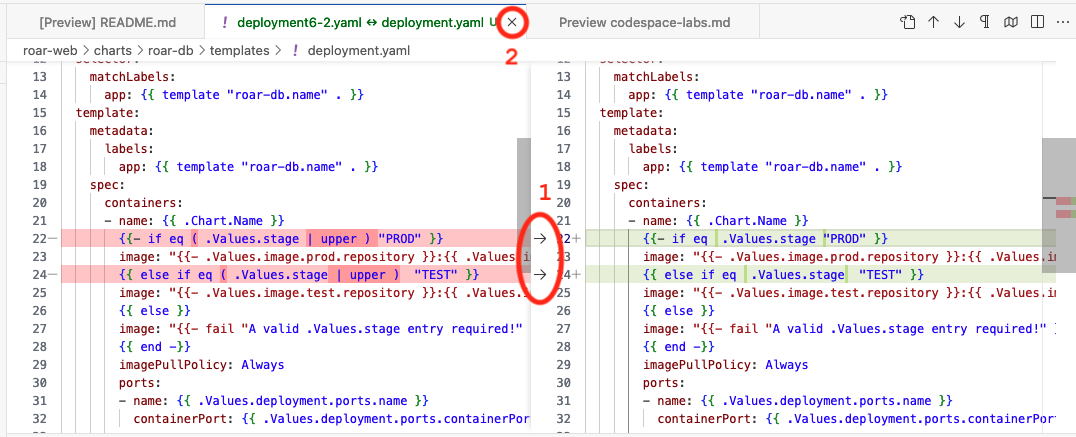 [Preview] README.md
! deployment6-2.yaml ↔ deployment.yaml U ×
Preview codespace-labs.md
2
roar-web > charts > roar-db > templates > ! deployment.yaml
12 selector:
13 matchLabels:
14 app: {{ template "roar-db.name" . }}
15 template:
16 metadata:
17 labels:
18 app: {{ template "roar-db.name" . }}
19 spec:
20 containers:
21 - name: {{ .Chart.Name }}
22— {{- if eq ( .Values.stage | upper ) "PROD" }}
23 image: "{{- .Values.image.prod.repository }}:{{ .Values.i
24— {{ else if eq ( .Values.stage | upper )  "TEST" }}
25 image: "{{- .Values.image.test.repository }}:{{ .Values.i
26 {{ else }}
27 image: "{{- fail "A valid .Values.stage entry required!"
28 {{ end -}}
29 imagePullPolicy: Always
30 ports:
31 - name: {{ .Values.deployment.ports.name }}
32 containerPort: {{ .Values.deployment.ports.containerPor
1
→
→
12 selector:
13 matchLabels:
14 app: {{ template "roar-db.name" . }}
15 template:
16 metadata:
17 labels:
18 app: {{ template "roar-db.name" . }}
19 spec:
20 containers:
21 - name: {{ .Chart.Name }}
22+ {{- if eq  .Values.stage "PROD" }}
23 image: "{{- .Values.image.prod.repository }}:{{ .Values.im
24+ {{ else if eq  .Values.stage  "TEST" }}
25 image: "{{- .Values.image.test.repository }}:{{ .Values.im
26 {{ else }}
27 image: "{{- fail "A valid .Values.stage entry required!" }
28 {{ end -}}
29 imagePullPolicy: Always
30 ports:
31 - name: {{ .Values.deployment.ports.name }}
32 containerPort: {{ .Values.deployment.ports.containerPort